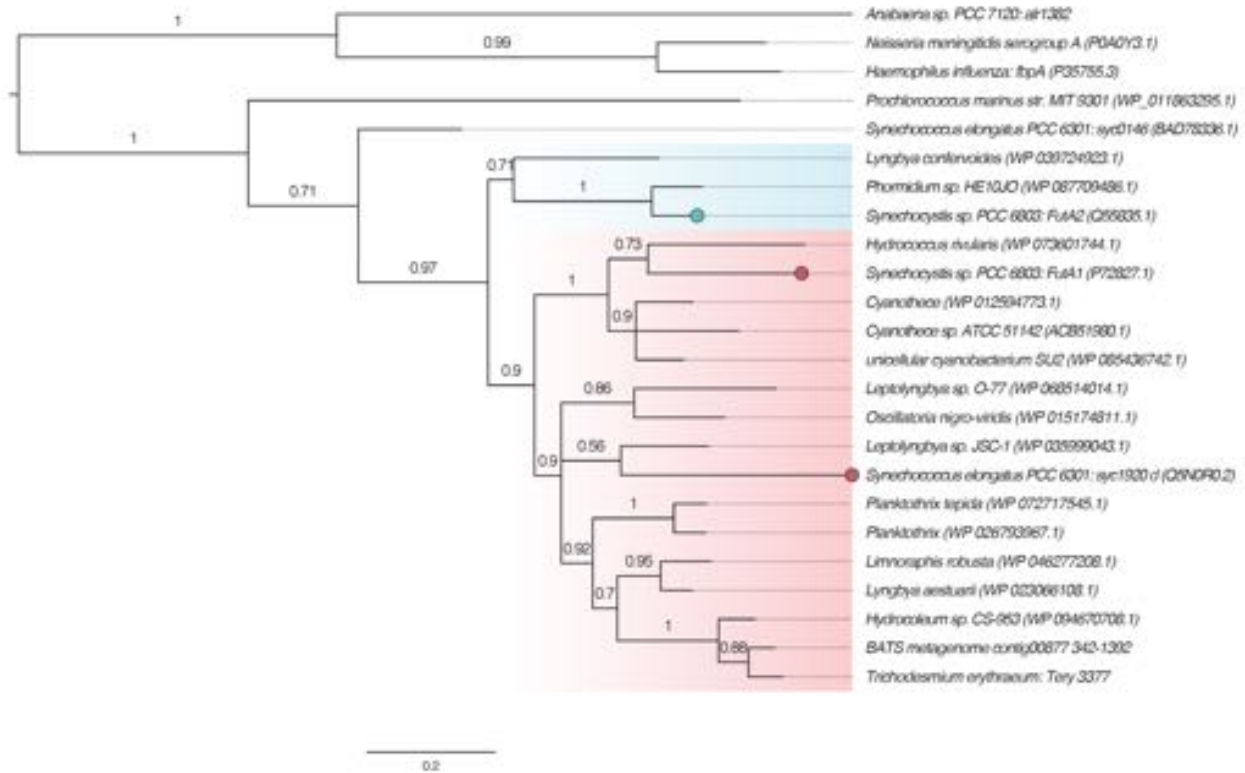 Anabaena sp. PCC 7120: alr1382
1
Neisseria meningitidis serogroup A (P0A0Y3.1)
0.99
Haemophilus influenza: fbpA (P35755.3)
Prochlorococcus marinus str. MIT 9301 (WP_011863295.1)
1
Synechococcus elongatus PCC 6301: syc0146 (BAD78336.1)
Lyngbya confervoides (WP 039724923.1)
0.71
Phormidium sp. HE10JO (WP 087709486.1)
1
0.71
Synechocystis sp. PCC 6803: FutA2 (Q55835.1)
Hydrococcus rivularis (WP 073601744.1)
0.73
0.97
Synechocystis sp. PCC 6803: FutA1 (P72827.1)
1
Cyanothece (WP 012594773.1)
0.9
Cyanothece sp. ATCC 51142 (ACB51980.1)
unicellular cyanobacterium SU2 (WP 085436742.1)
0.9
Leptolyngbya sp. O-77 (WP 068514014.1)
0.86
Oscillatoria nigro-viridis (WP 015174811.1)
Leptolyngbya sp. JSC-1 (WP 035999043.1)
0.56
0.9
Synechococcus elongatus PCC 6301: syc1920 d (Q5N0R0.2)
Planktothrix tepida (WP 072717545.1)
1
Planktothrix (WP 026793967.1)
0.92
Limnoraphis robusta (WP 046277208.1)
0.95
Lyngbya aestuarii (WP 023066108.1)
0.7
Hydrocoleum sp. CS-953 (WP 094670708.1)
1
BATS metagenome contig00877 342-1392
0.88
Trichodesmium erythraeum: Tery 3377
0.2